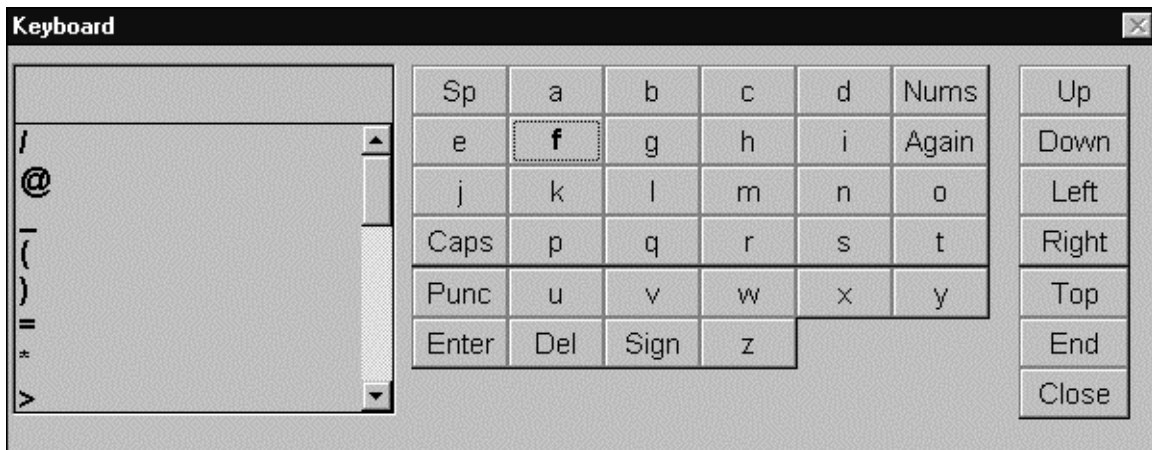 Keyboard
/
@
_
(
)
=
*
>
Sp a b c d Nums
e f g h i Again
j k l m n o
Caps p q r s t
Punc u v w x y
Enter Del Sign z
Up
Down
Left
Right
Top
End
Close